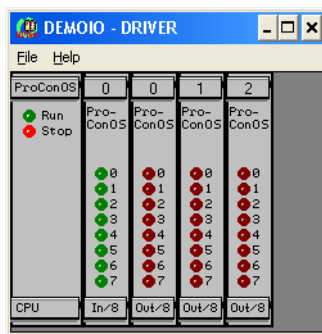 DEMOIO - DRIVER
File Help
ProConOS 0 0 1 2
Run
Stop
Pro-ConOS Pro-ConOS Pro-ConOS Pro-ConOS
0 0 0 0
1 1 1 1
2 2 2 2
3 3 3 3
4 4 4 4
5 5 5 5
6 6 6 6
7 7 7 7
CPU In/8 Out/8 Out/8 Out/8